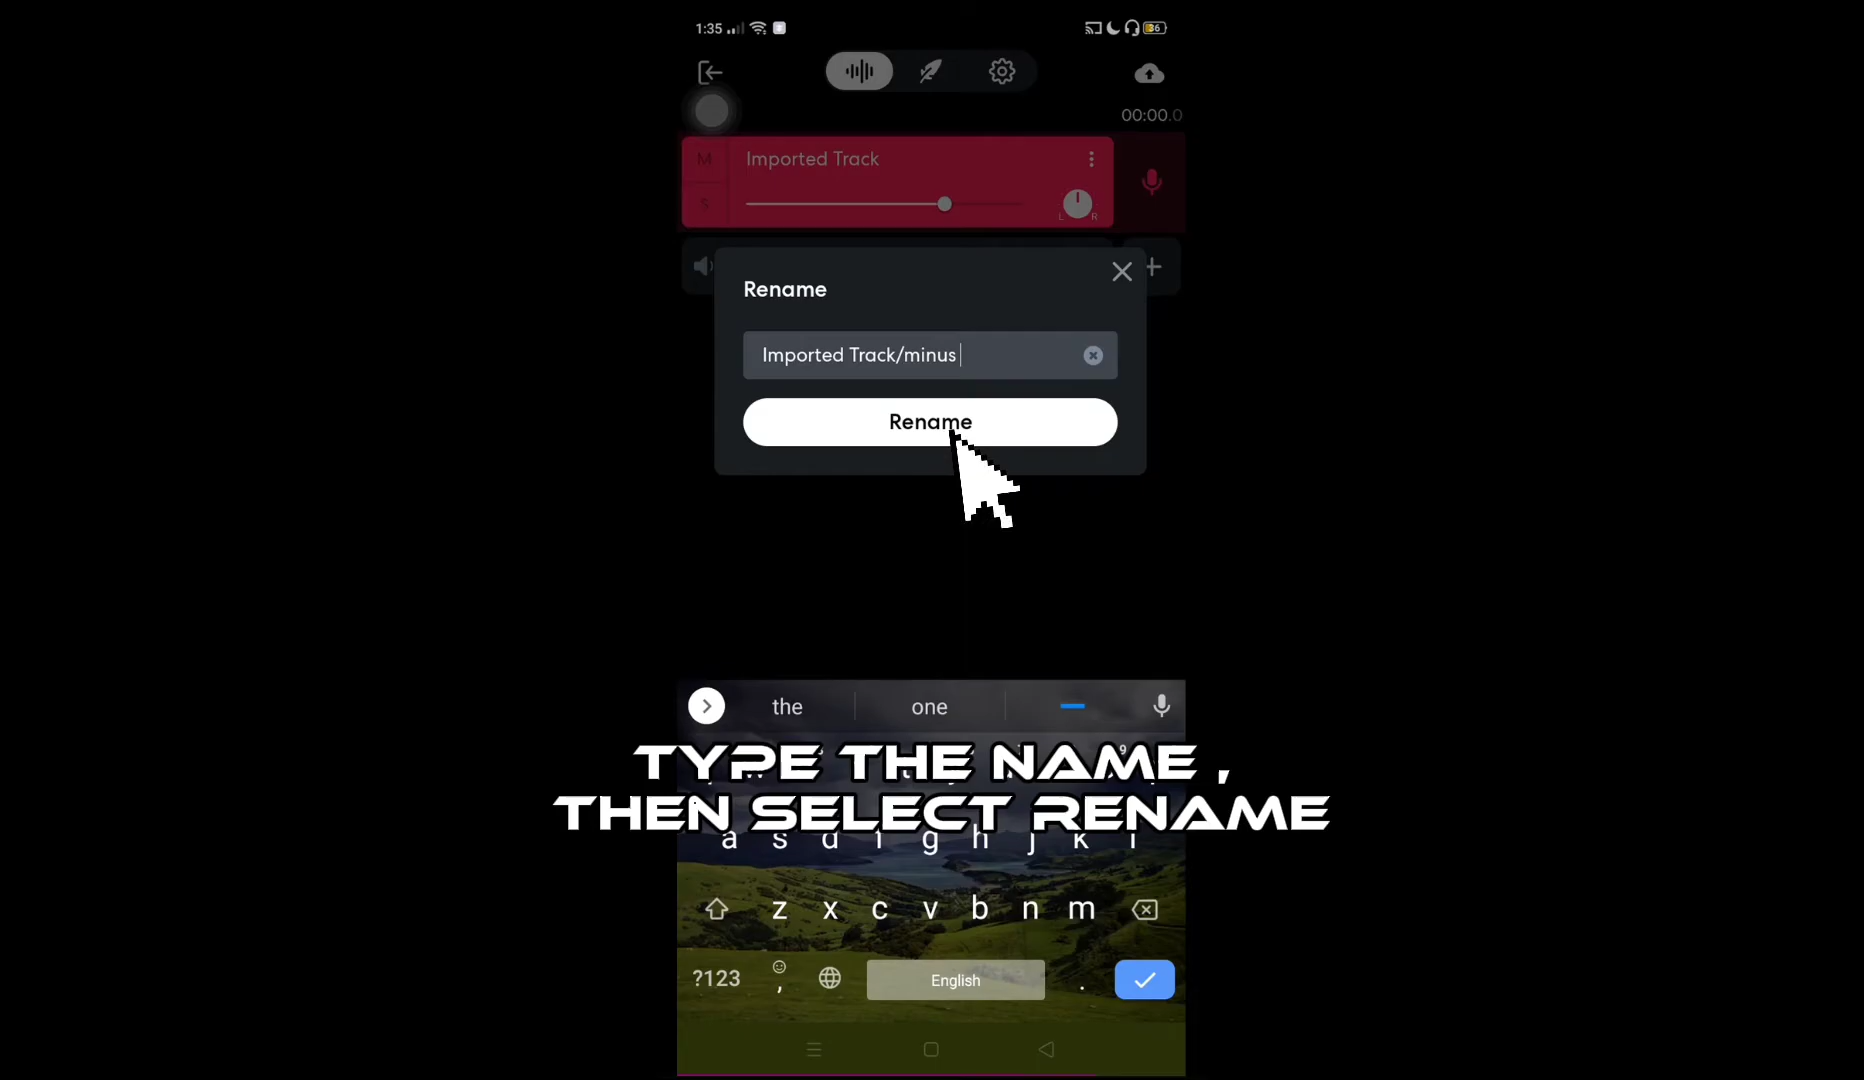 1:35
36
00:00.0
M
Imported Track
S
L R
Rename
Imported Track/minus
Rename
the one
TYPE THE NAME ,
THEN SELECT RENAME
a s d f g h j k l
z x c v b n m
?123 , English .